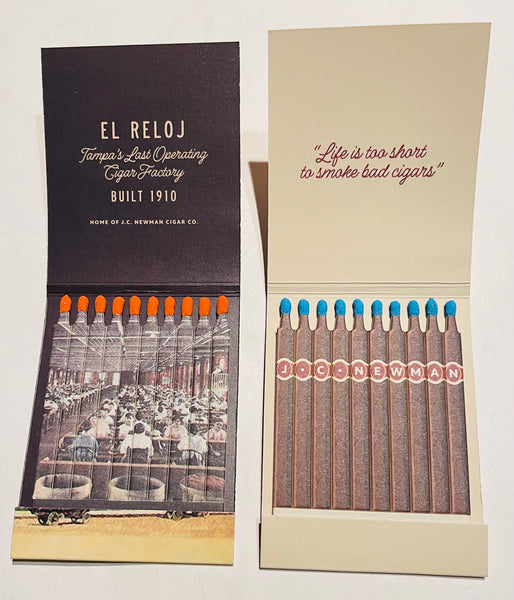 EL RELOJ
Tampa's Last Operating
Cigar Factory
BUILT 1910
HOME OF J.C. NEWMAN CIGAR CO.
"Life is too short
to smoke bad cigars"
J•C•NEWMAN